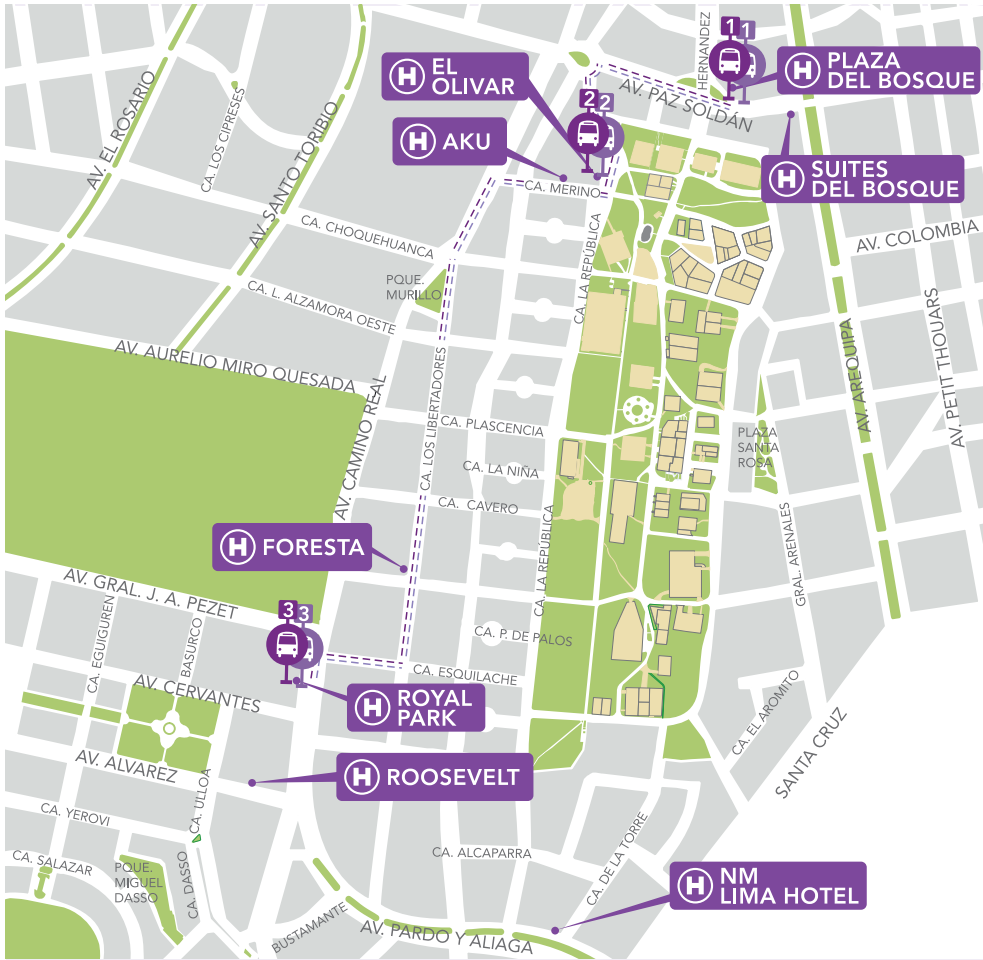 HERNANDEZ
1
1
H PLAZA
DEL BOSQUE
H EL
OLIVAR
AV. PAZ SOLDÁN
2
2
H AKU
H SUITES
DEL BOSQUE
AV. EL ROSARIO
CA. LOS CIPRESES
AV. SANTO TORIBIO
CA. MERINO
CA. CHOQUEHUANCA
CA. LA REPÚBLICA
AV. COLOMBIA
PQUE.
MURILLO
CA. L. ALZAMORA OESTE
AV. AREQUIPA
AV. PETIT THOUARS
AV. AURELIO MIRO QUESADA
AV. CAMINO REAL
CA. LOS LIBERTADORES
CA. PLASCENCIA
PLAZA
SANTA
ROSA
CA. LA NIÑA
CA. CAVERO
H FORESTA
CA. LA REPÚBLICA
GRAL. ARENALES
AV. GRAL. J. A. PEZET
3
3
CA. EGUIGUREN
BASURCO
CA. P. DE PALOS
CA. ESQUILACHE
AV. CERVANTES
H ROYAL
PARK
CA. EL AROMITO
SANTA CRUZ
AV. ALVAREZ
H ROOSEVELT
CA. ULLOA
CA. YEROVI
CA. SALAZAR
PQUE.
MIGUEL
DASSO
CA. DASSO
CA. ALCAPARRA
CA. DE LA TORRE
H NM
LIMA HOTEL
BUSTAMANTE
AV. PARDO Y ALIAGA